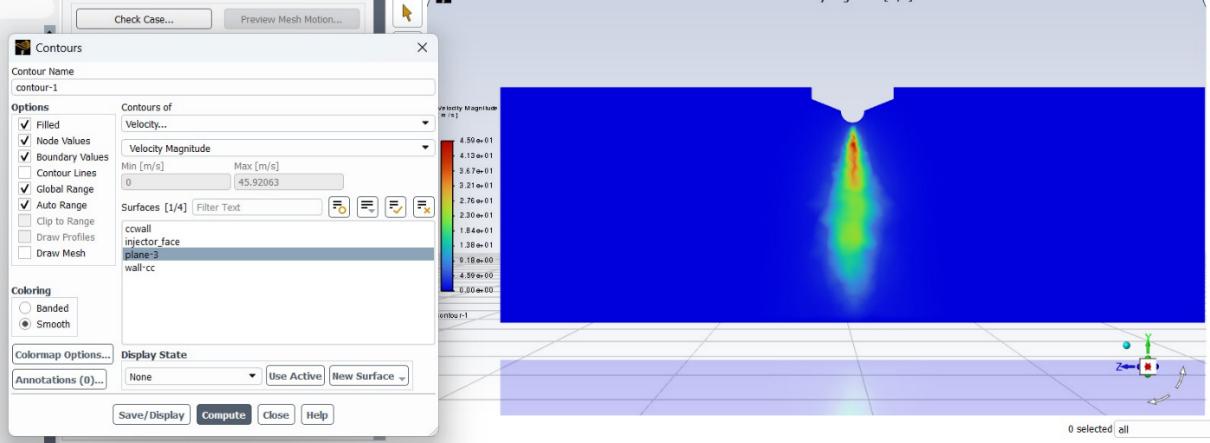 Check Case...
Preview Mesh Motion...
Contours
Contour Name
contour-1
Options
Filled
Node Values
Boundary Values
Contour Lines
Global Range
Auto Range
Clip to Range
Draw Profiles
Draw Mesh
Coloring
Banded
Smooth
Colormap Options...
Annotations (0)...
Contours of
Velocity...
Velocity Magnitude
Min [m/s]
Max [m/s]
0
45.92063
Surfaces [1/4]
Filter Text
ccwall
injector_face
plane-3
wall-cc
Display State
None
Use Active
New Surface
Save/Display
Compute
Close
Help
Velocity Magnitude
m/s]
4.59e+01
4.13e+01
3.67e+01
3.21e+01
2.76e+01
2.30e+01
1.84e+01
1.38e+01
9.18e+00
4.59e+00
0.00e+00
ontour-1
Y
Z
0 selected
all